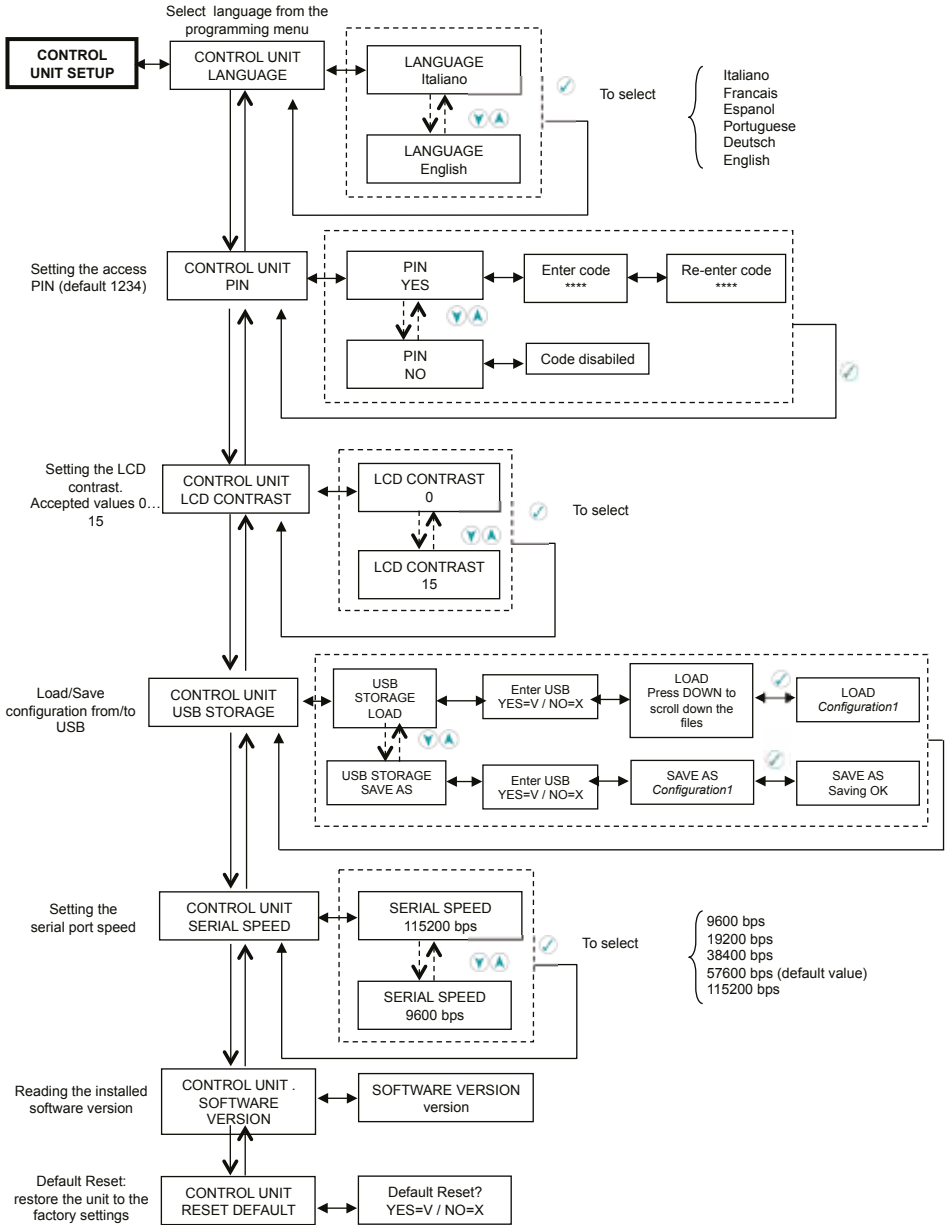 Select language from the
programming menu
CONTROL
UNIT SETUP
CONTROL UNIT
LANGUAGE
LANGUAGE
Italiano
LANGUAGE
English
To select
Italiano
Francais
Espanol
Portuguese
Deutsch
English
Setting the access
PIN (default 1234)
CONTROL UNIT
PIN
PIN
YES
Enter code
****
Re-enter code
****
PIN
NO
Code disabiled
Setting the LCD
contrast.
Accepted values 0…
15
CONTROL UNIT
LCD CONTRAST
LCD CONTRAST
0
LCD CONTRAST
15
To select
Load/Save
configuration from/to
USB
CONTROL UNIT
USB STORAGE
USB
STORAGE
LOAD
Enter USB
YES=V / NO=X
LOAD
Press DOWN to
scroll down the
files
LOAD
Configuration1
USB STORAGE
SAVE AS
Enter USB
YES=V / NO=X
SAVE AS
Configuration1
SAVE AS
Saving OK
Setting the
serial port speed
CONTROL UNIT
SERIAL SPEED
SERIAL SPEED
115200 bps
SERIAL SPEED
9600 bps
To select
9600 bps
19200 bps
38400 bps
57600 bps (default value)
115200 bps
Reading the installed
software version
CONTROL UNIT .
SOFTWARE
VERSION
SOFTWARE VERSION
version
Default Reset:
restore the unit to the
factory settings
CONTROL UNIT
RESET DEFAULT
Default Reset?
YES=V / NO=X